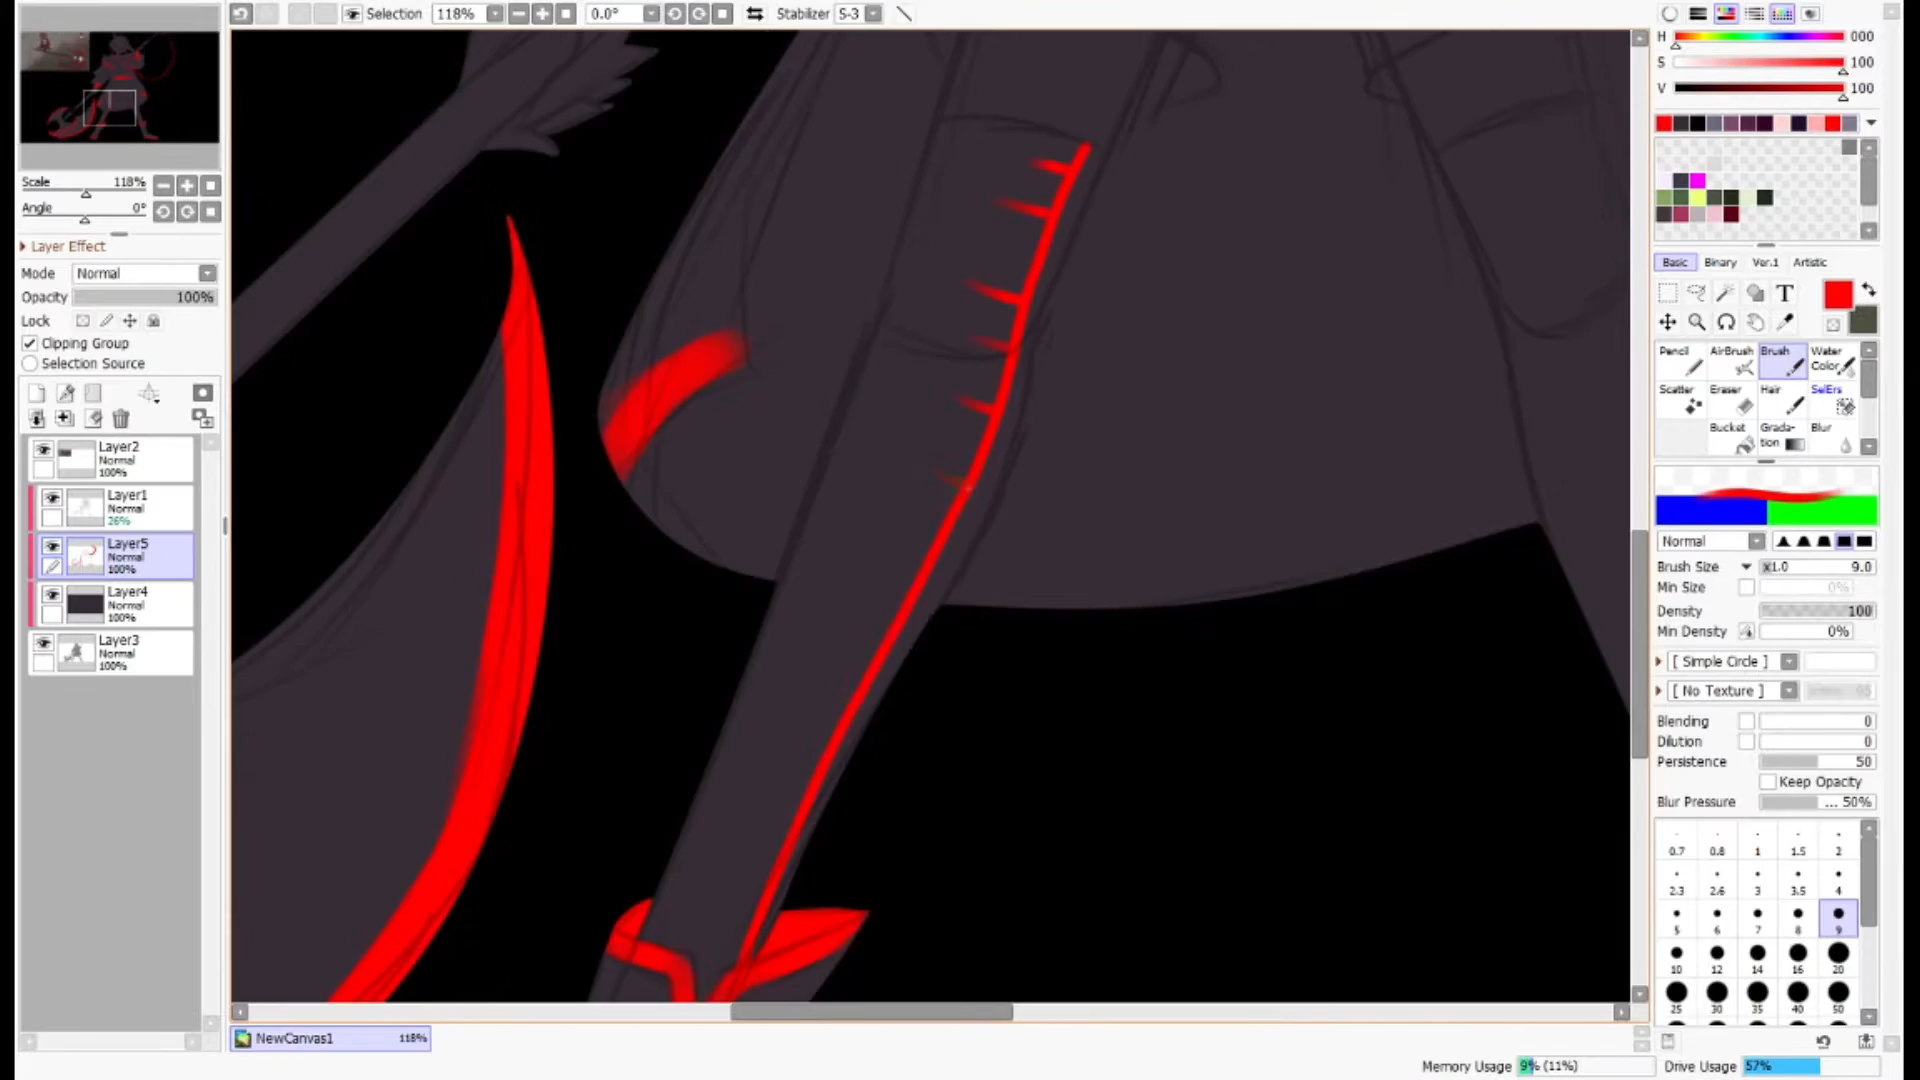 Selection 118% 0.0° Stabilizer S-3
H 000
S 100
V 100
Scale 118%
Angle 0°
Layer Effect
Mode Normal
Opacity 100%
Lock
Clipping Group
Selection Source
Layer2
Normal
100%
Layer1
Normal
26%
Layer5
Normal
100%
Layer4
Normal
100%
Layer3
Normal
100%
Basic Binary Ver.1 Artistic
T
Pencil AirBrush Brush Water Color
Scatter Eraser Hair SelErs
Bucket Grada-tion Blur
Normal
Brush Size x1.0 9.0
Min Size 0%
Density 100
Min Density 0%
[ Simple Circle ]
[ No Texture ]
Blending 0
Dilution 0
Persistence 50
Keep Opacity
Blur Pressure ... 50%
0.7 0.8 1 1.5 2
2.3 2.6 3 3.5 4
5 6 7 8 9
10 12 14 16 20
25 30 35 40 50
NewCanvas1 118%
Memory Usage 9% (11%) Drive Usage 57%